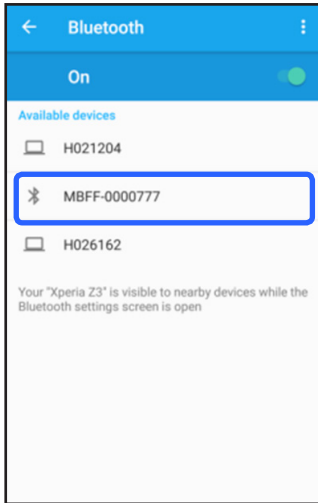 Bluetooth
On
Available devices
H021204
MBFF-0000777
H026162
Your "Xperia Z3" is visible to nearby devices while the
Bluetooth settings screen is open